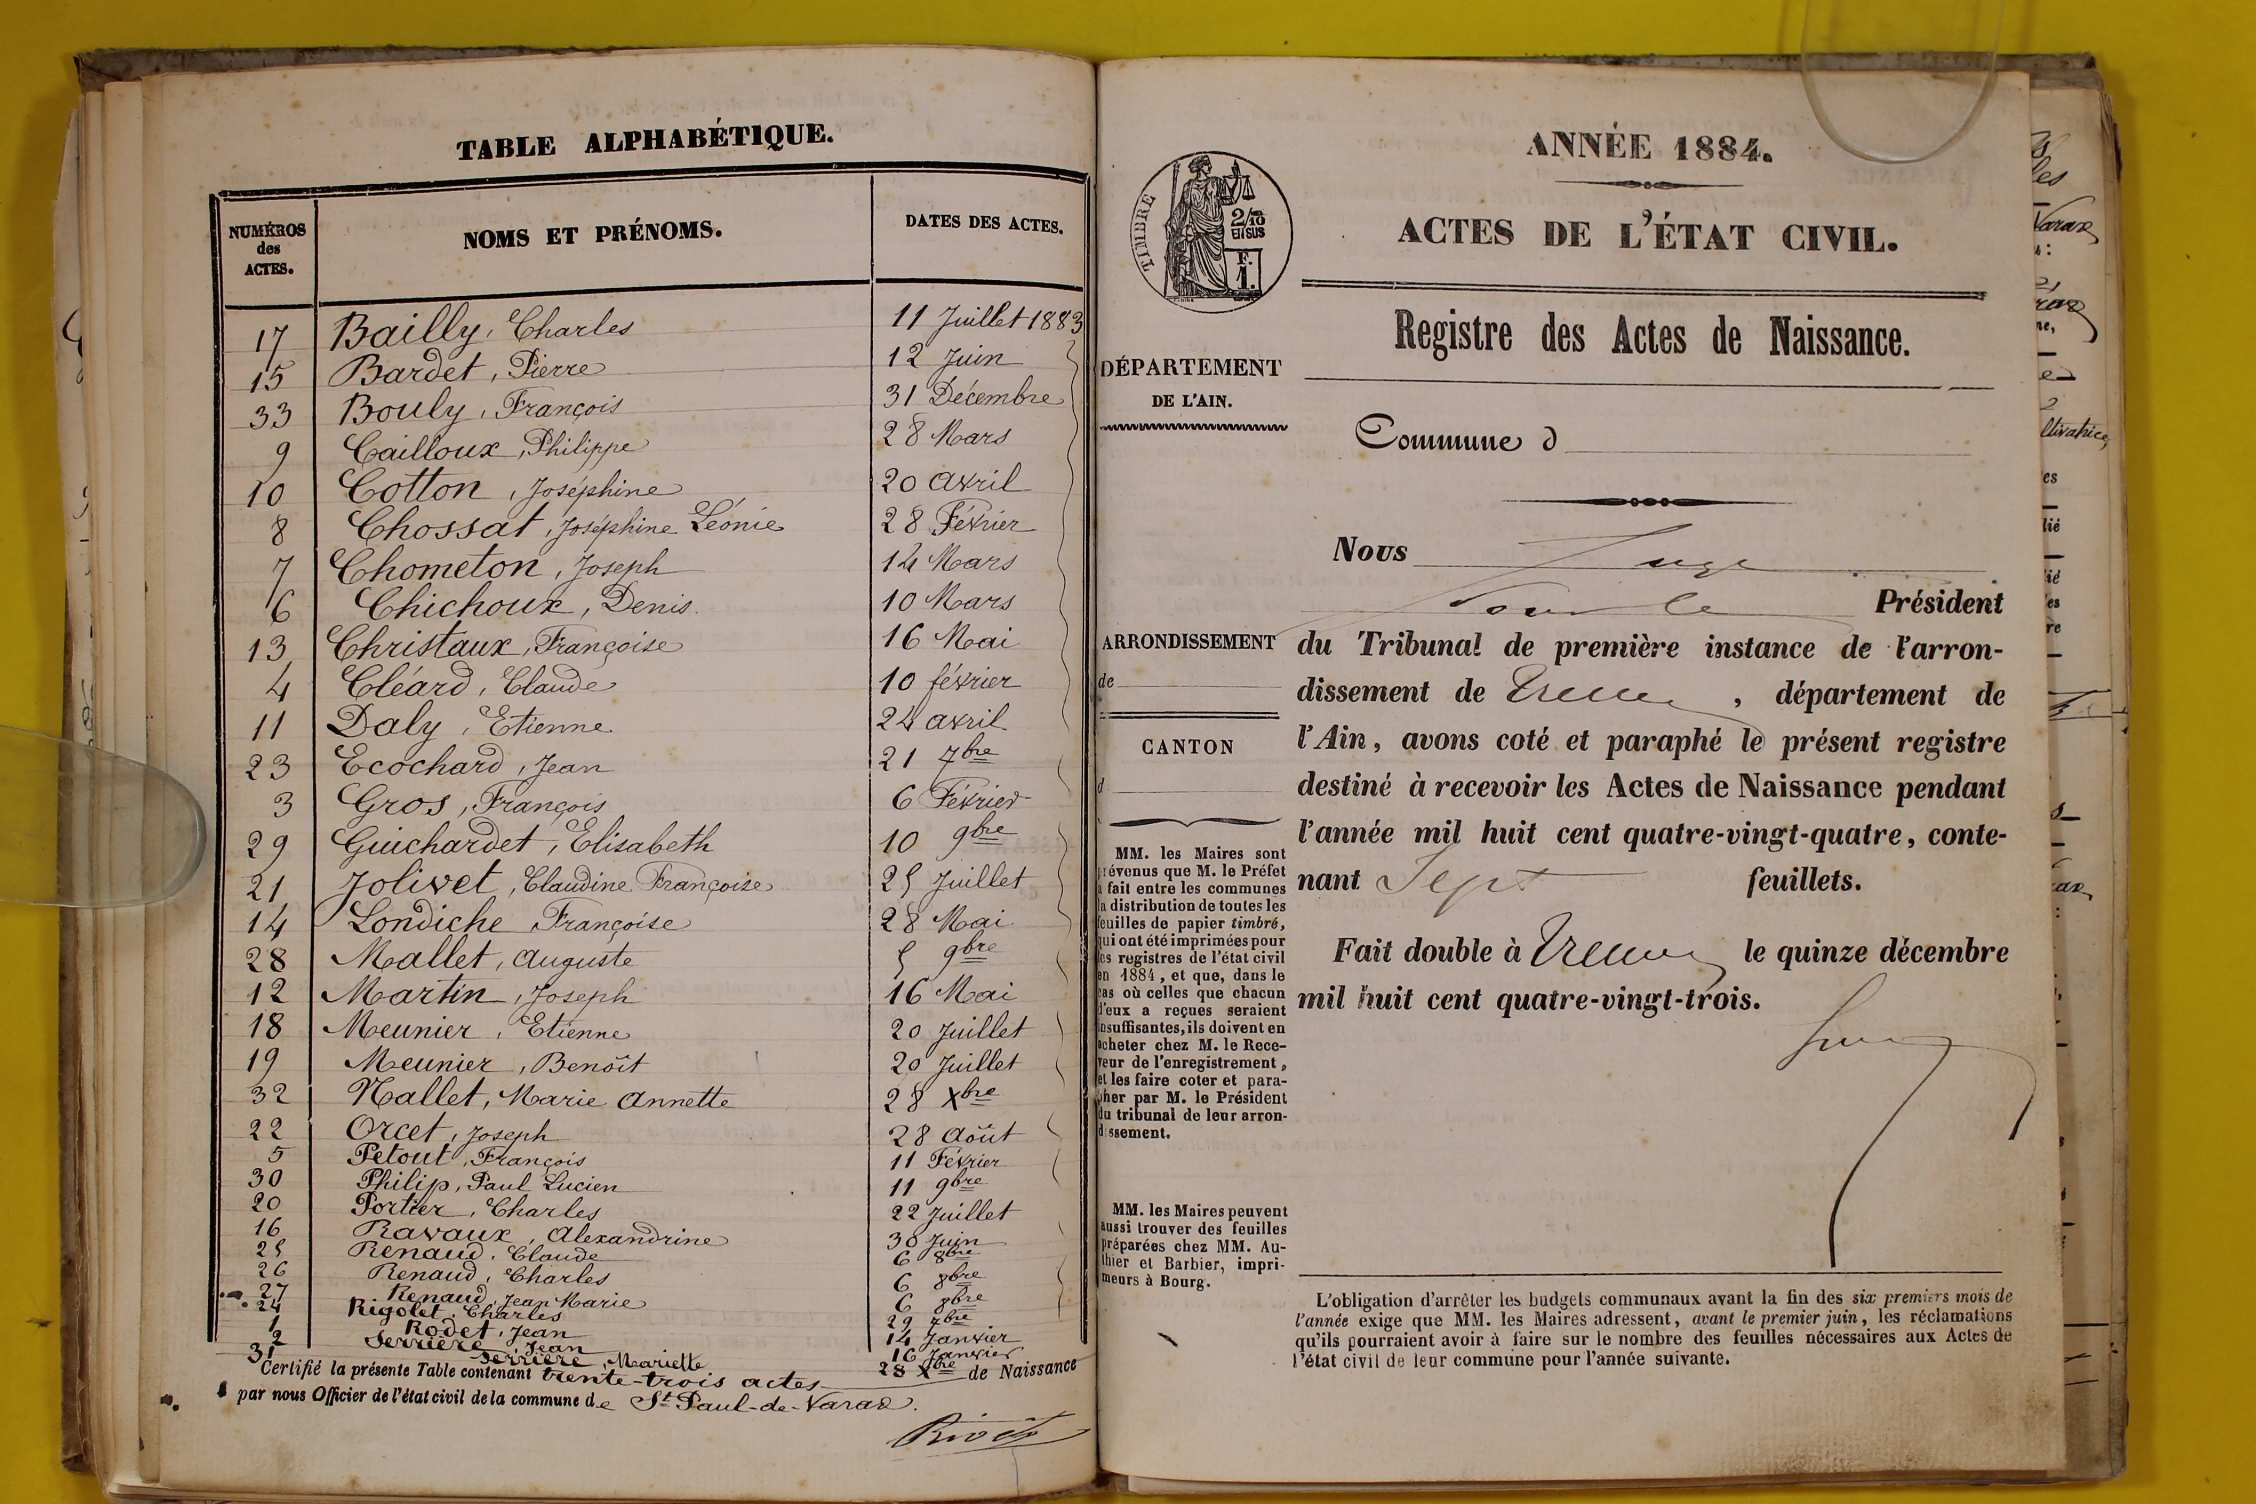 TABLE ALPHABÉTIQUE.
NUMÉROS des ACTES. NOMS ET PRÉNOMS. DATES DES ACTES.
17 Bailly, Charles 11 Juillet 1883
15 Bardet, Pierre 12 Juin
33 Bouly, François 31 Décembre
9 Cailloux, Philippe 28 Mars
10 Cotton, Joséphine 20 avril
8 Chossat, Joséphine Léonie 28 Février
7 Chometon, Joseph 14 Mars
6 Chichoux, Denis. 10 Mars
13 Christaux, Françoise 16 Mai
4 Cléard, Claude 10 février
11 Daly, Etienne 24 avril
23 Ecochard, Jean 21 7bre
3 Gros, François 6 Février
29 Guichardet, Elisabeth 10 9bre
21 Jolivet, Claudine Françoise 25 Juillet
14 Londiche Françoise 28 Mai
28 Mallet, Auguste 5 9bre
12 Martin, Joseph 16 Mai
18 Meunier, Etienne 20 Juillet
19 Meunier, Benoît 20 Juillet
32 Nallet, Marie Annette 28 Xbre
22 Orcet, Joseph 28 Août
5 Petout, François 11 Février
30 Philip, Paul Lucien 11 9bre
20 Portier, Charles 22 Juillet
16 Ravaux, Alexandrine 30 Juin
25 Renaud, Claude 6 8bre
26 Renaud, Charles 6 8bre
27 Renaud, Jean Marie 6 8bre
24 Rigolet, Charles 29 7bre
1 Rodet, Jean 14 Janvier
2 Serrière, Jean 16 Janvier
31 Serrière, Mariette 28 Xbre
Certifié la présente Table contenant trente-trois actes de Naissance
par nous Officier de l'état civil de la commune de St Paul-de-Varax.
ANNÉE 1884.
ACTES DE L'ÉTAT CIVIL.
TIMBRE
2/10 EN SUS
F. 1.
Registre des Actes de Naissance.
DÉPARTEMENT
DE L'AIN.
Commune d
Nous Juge
Pour le Président
ARRONDISSEMENT
de
CANTON
d
du Tribunal de première instance de l'arron-
dissement de Trévoux, département de
l'Ain, avons coté et paraphé le présent registre
destiné à recevoir les Actes de Naissance pendant
l'année mil huit cent quatre-vingt-quatre, conte-
nant Sept feuillets.
Fait double à Trévoux le quinze décembre
mil huit cent quatre-vingt-trois.
MM. les Maires sont
prévenus que M. le Préfet
a fait entre les communes
la distribution de toutes les
feuilles de papier timbré,
qui ont été imprimées pour
les registres de l'état civil
en 1884, et que, dans le
cas où celles que chacun
d'eux a reçues seraient
insuffisantes, ils doivent en
acheter chez M. le Rece-
veur de l'enregistrement,
et les faire coter et para-
pher par M. le Président
du tribunal de leur arron-
dissement.
MM. les Maires peuvent
aussi trouver des feuilles
préparées chez MM. Au-
thier et Barbier, impri-
meurs à Bourg.
L'obligation d'arrêter les budgets communaux avant la fin des six premiers mois de
l'année exige que MM. les Maires adressent, avant le premier juin, les réclamations
qu'ils pourraient avoir à faire sur le nombre des feuilles nécessaires aux Actes de
l'état civil de leur commune pour l'année suivante.